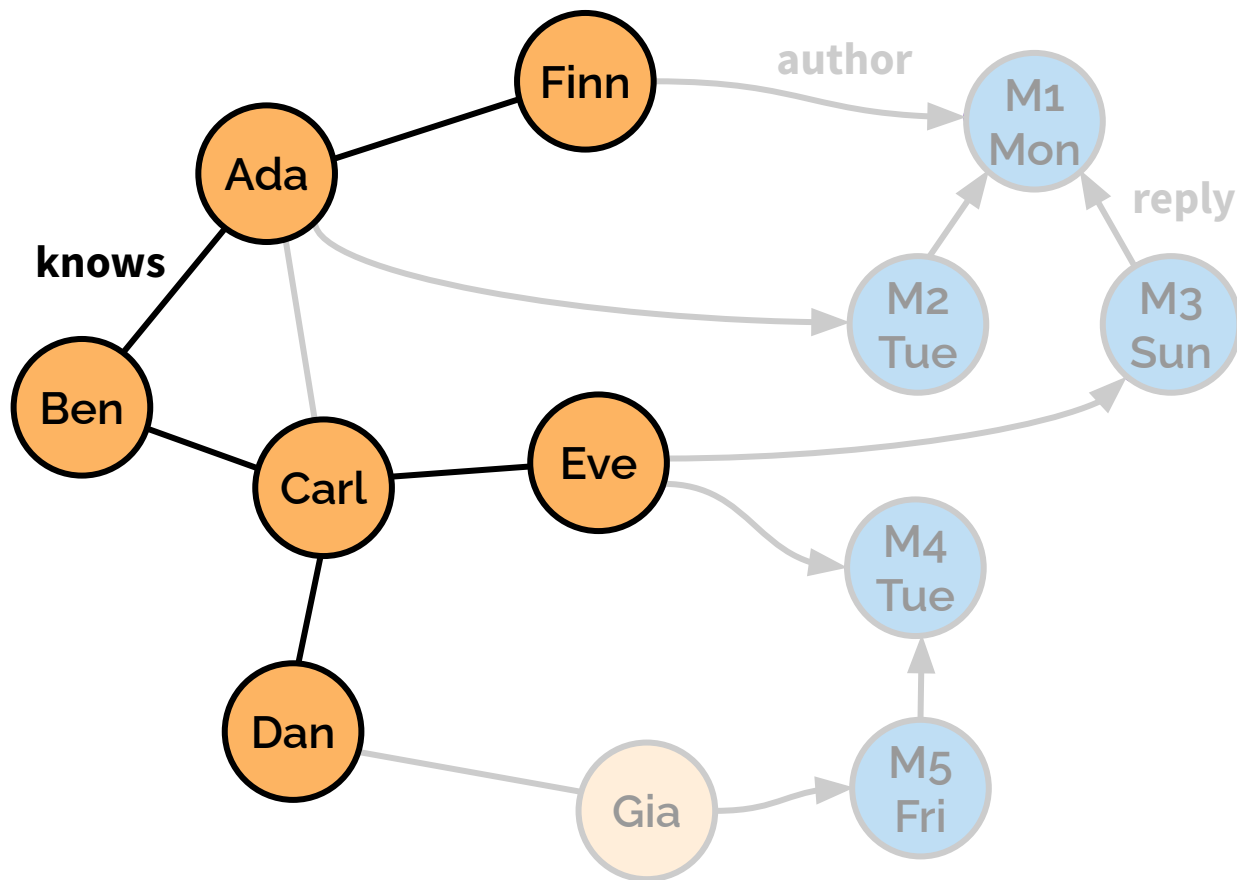 Finn
author
M1
Mon
Ada
reply
knows
M2
Tue
M3
Sun
Ben
Carl
Eve
M4
Tue
Dan
Gia
M5
Fri